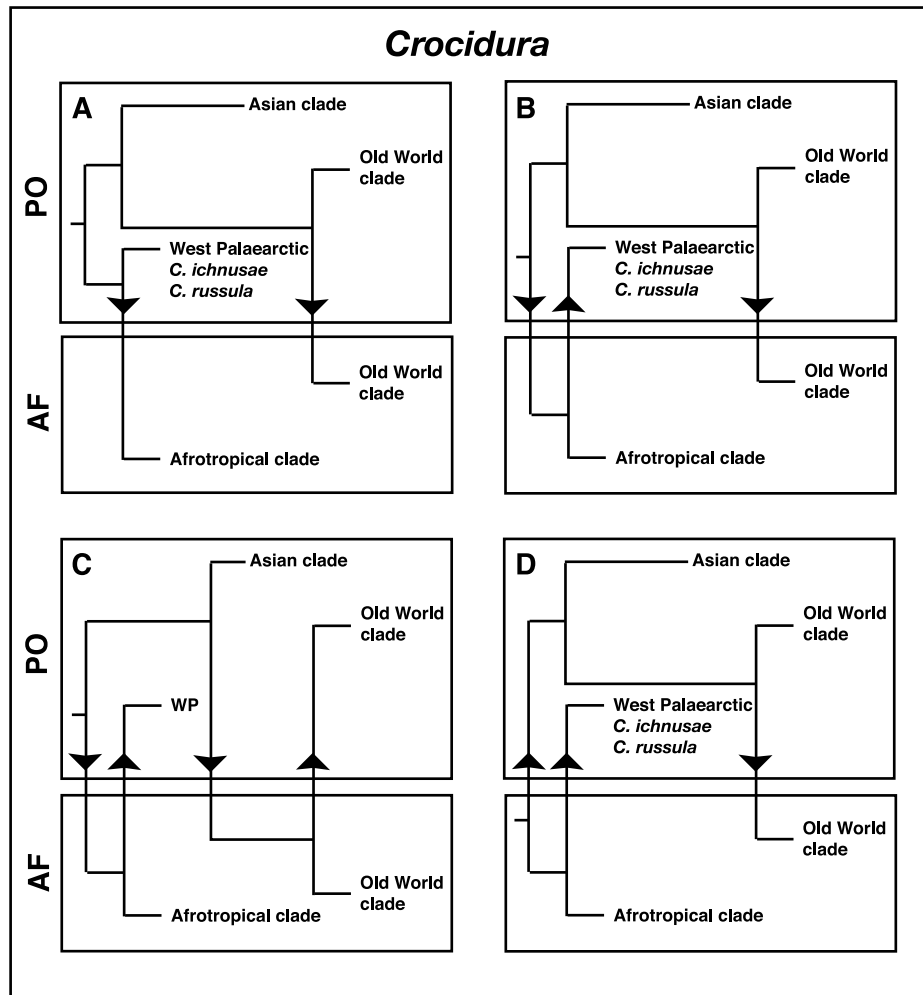 Crocidura
A
Asian clade
Old World
clade
PO
West Palaearctic
C. ichnusae
C. russula
AF
Old World
clade
Afrotropical clade
B
Asian clade
Old World
clade
West Palaearctic
C. ichnusae
C. russula
Old World
clade
Afrotropical clade
C
Asian clade
Old World
clade
PO
WP
AF
Old World
clade
Afrotropical clade
D
Asian clade
Old World
clade
West Palaearctic
C. ichnusae
C. russula
Old World
clade
Afrotropical clade